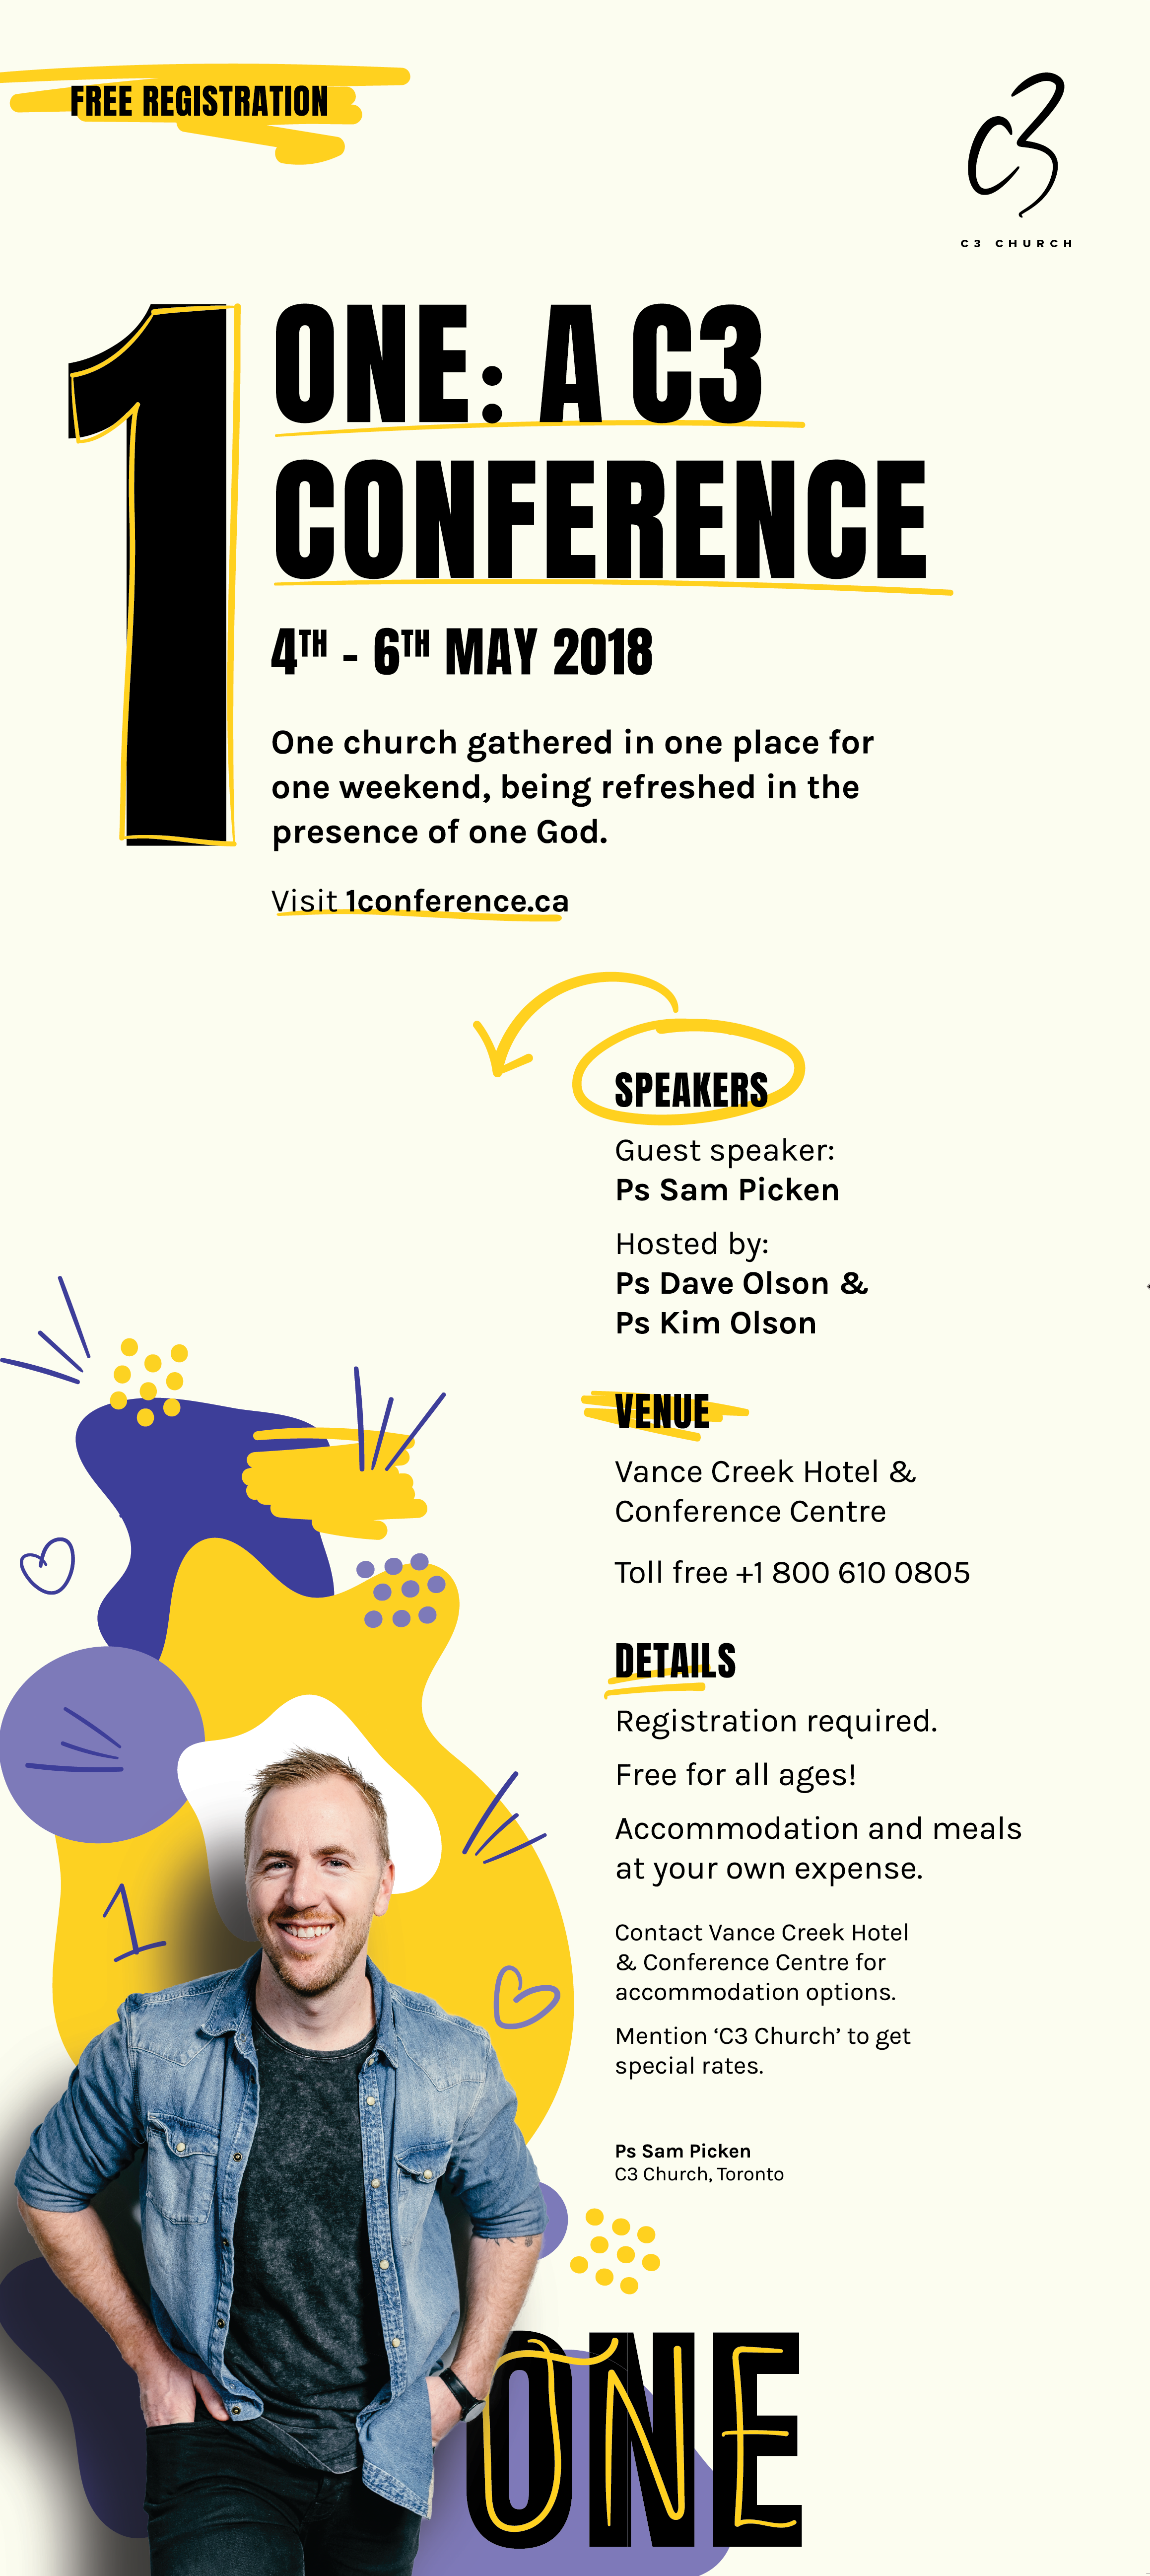 FREE REGISTRATION
c3
C3 CHURCH
1
ONE: A C3
CONFERENCE
4TH - 6TH MAY 2018
One church gathered in one place for
one weekend, being refreshed in the
presence of one God.
Visit 1conference.ca
SPEAKERS
Guest speaker:
Ps Sam Picken
Hosted by:
Ps Dave Olson &
Ps Kim Olson
VENUE
Vance Creek Hotel &
Conference Centre
Toll free +1 800 610 0805
DETAILS
Registration required.
Free for all ages!
Accommodation and meals
at your own expense.
Contact Vance Creek Hotel
& Conference Centre for
accommodation options.
Mention ‘C3 Church’ to get
special rates.
Ps Sam Picken
C3 Church, Toronto
1
ONE